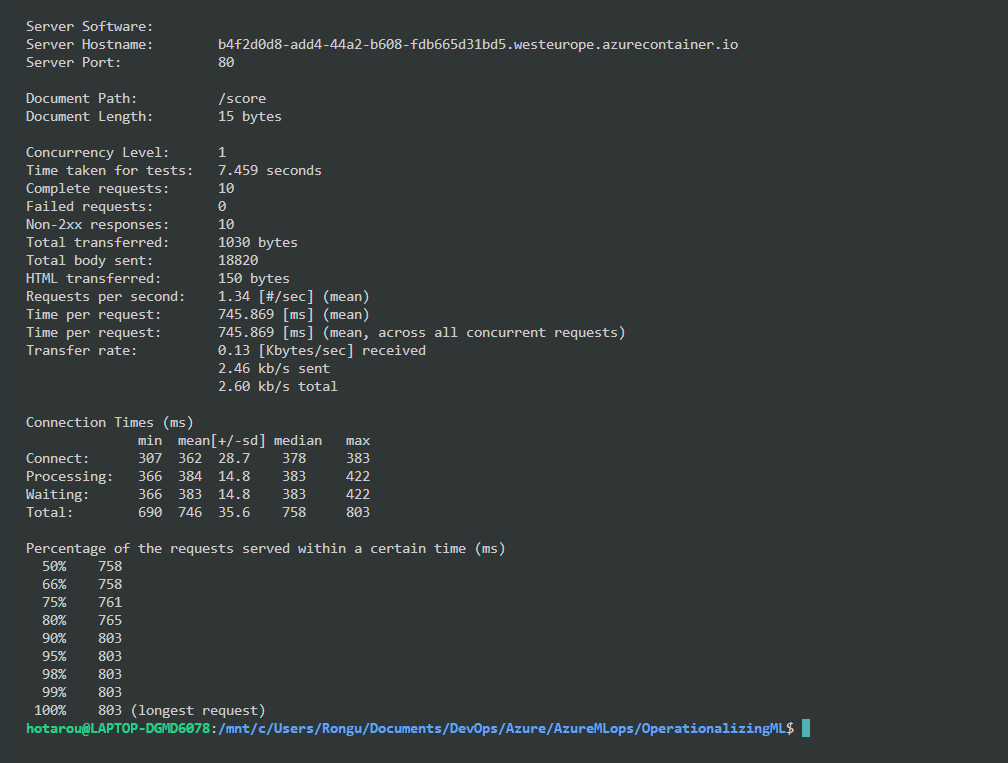 Server Software:
Server Hostname:        b4f2d0d8-add4-44a2-b608-fdb665d31bd5.westeurope.azurecontainer.io
Server Port:            80

Document Path:          /score
Document Length:        15 bytes

Concurrency Level:      1
Time taken for tests:   7.459 seconds
Complete requests:      10
Failed requests:        0
Non-2xx responses:      10
Total transferred:      1030 bytes
Total body sent:        18820
HTML transferred:       150 bytes
Requests per second:    1.34 [#/sec] (mean)
Time per request:       745.869 [ms] (mean)
Time per request:       745.869 [ms] (mean, across all concurrent requests)
Transfer rate:          0.13 [Kbytes/sec] received
                        2.46 kb/s sent
                        2.60 kb/s total

Connection Times (ms)
              min  mean[+/-sd] median   max
Connect:      307  362  28.7    378     383
Processing:   366  384  14.8    383     422
Waiting:      366  383  14.8    383     422
Total:        690  746  35.6    758     803

Percentage of the requests served within a certain time (ms)
  50%    758
  66%    758
  75%    761
  80%    765
  90%    803
  95%    803
  98%    803
  99%    803
 100%    803 (longest request)
hotarou@LAPTOP-DGMD6078:/mnt/c/Users/Rongu/Documents/DevOps/Azure/AzureMLops/OperationalizingML$